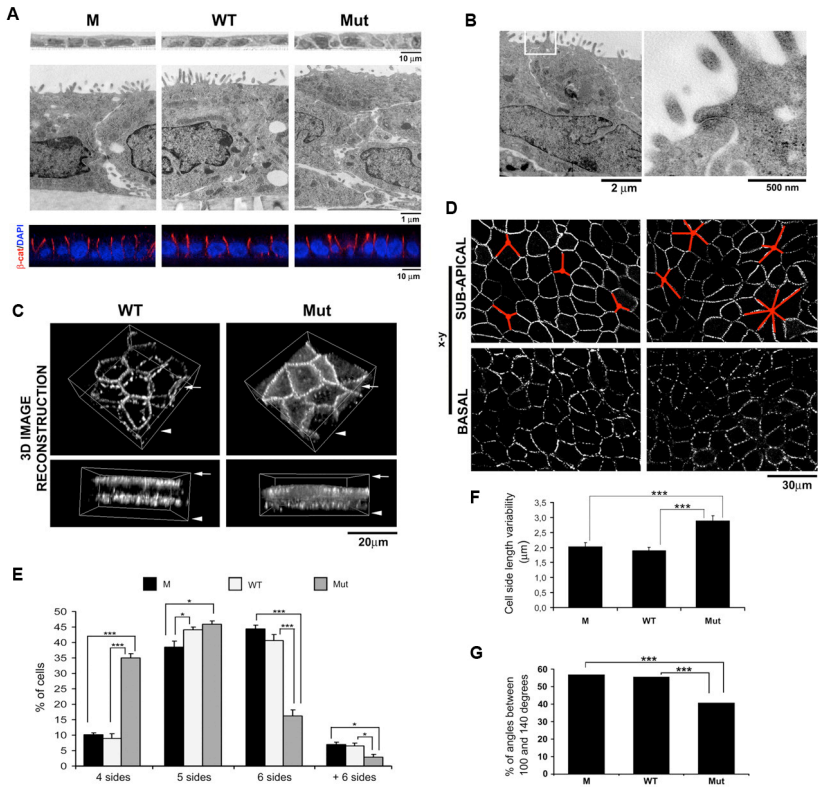 A
M
WT
Mut
10 μm
1 μm
β-cat/DAPI
10 μm
B
2 μm
500 nm
C
WT
Mut
3D IMAGE
RECONSTRUCTION
20μm
D
x-y
SUB-APICAL
BASAL
30μm
E
M
WT
Mut
% of cells
50
45
40
35
30
25
20
15
10
5
0
***
***
*
*
***
***
*
*
4 sides
5 sides
6 sides
+ 6 sides
F
Cell side length variability
(μm)
3,5
3,0
2,5
2.0
1,5
1,0
0,5
0,0
***
***
M
WT
Mut
G
% of angles between
100 and 140 degrees
60
50
40
30
20
10
0
***
***
M
WT
Mut